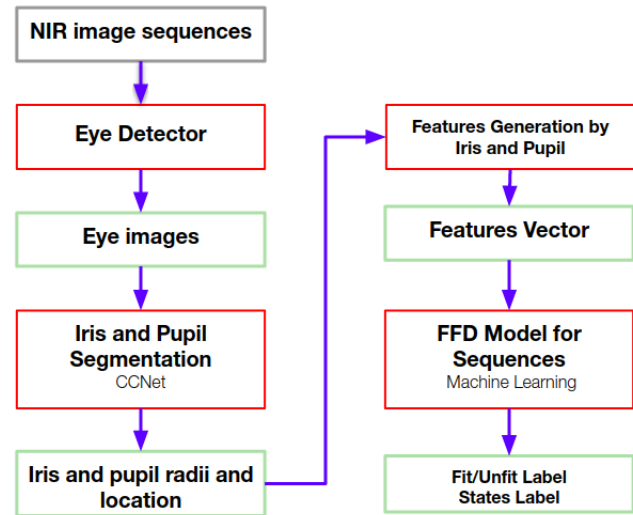 NIR image sequences
Eye Detector
Eye images
Iris and Pupil
Segmentation
CCNet
Iris and pupil radii and
location
Features Generation by
Iris and Pupil
Features Vector
FFD Model for
Sequences
Machine Learning
Fit/Unfit Label
States Label